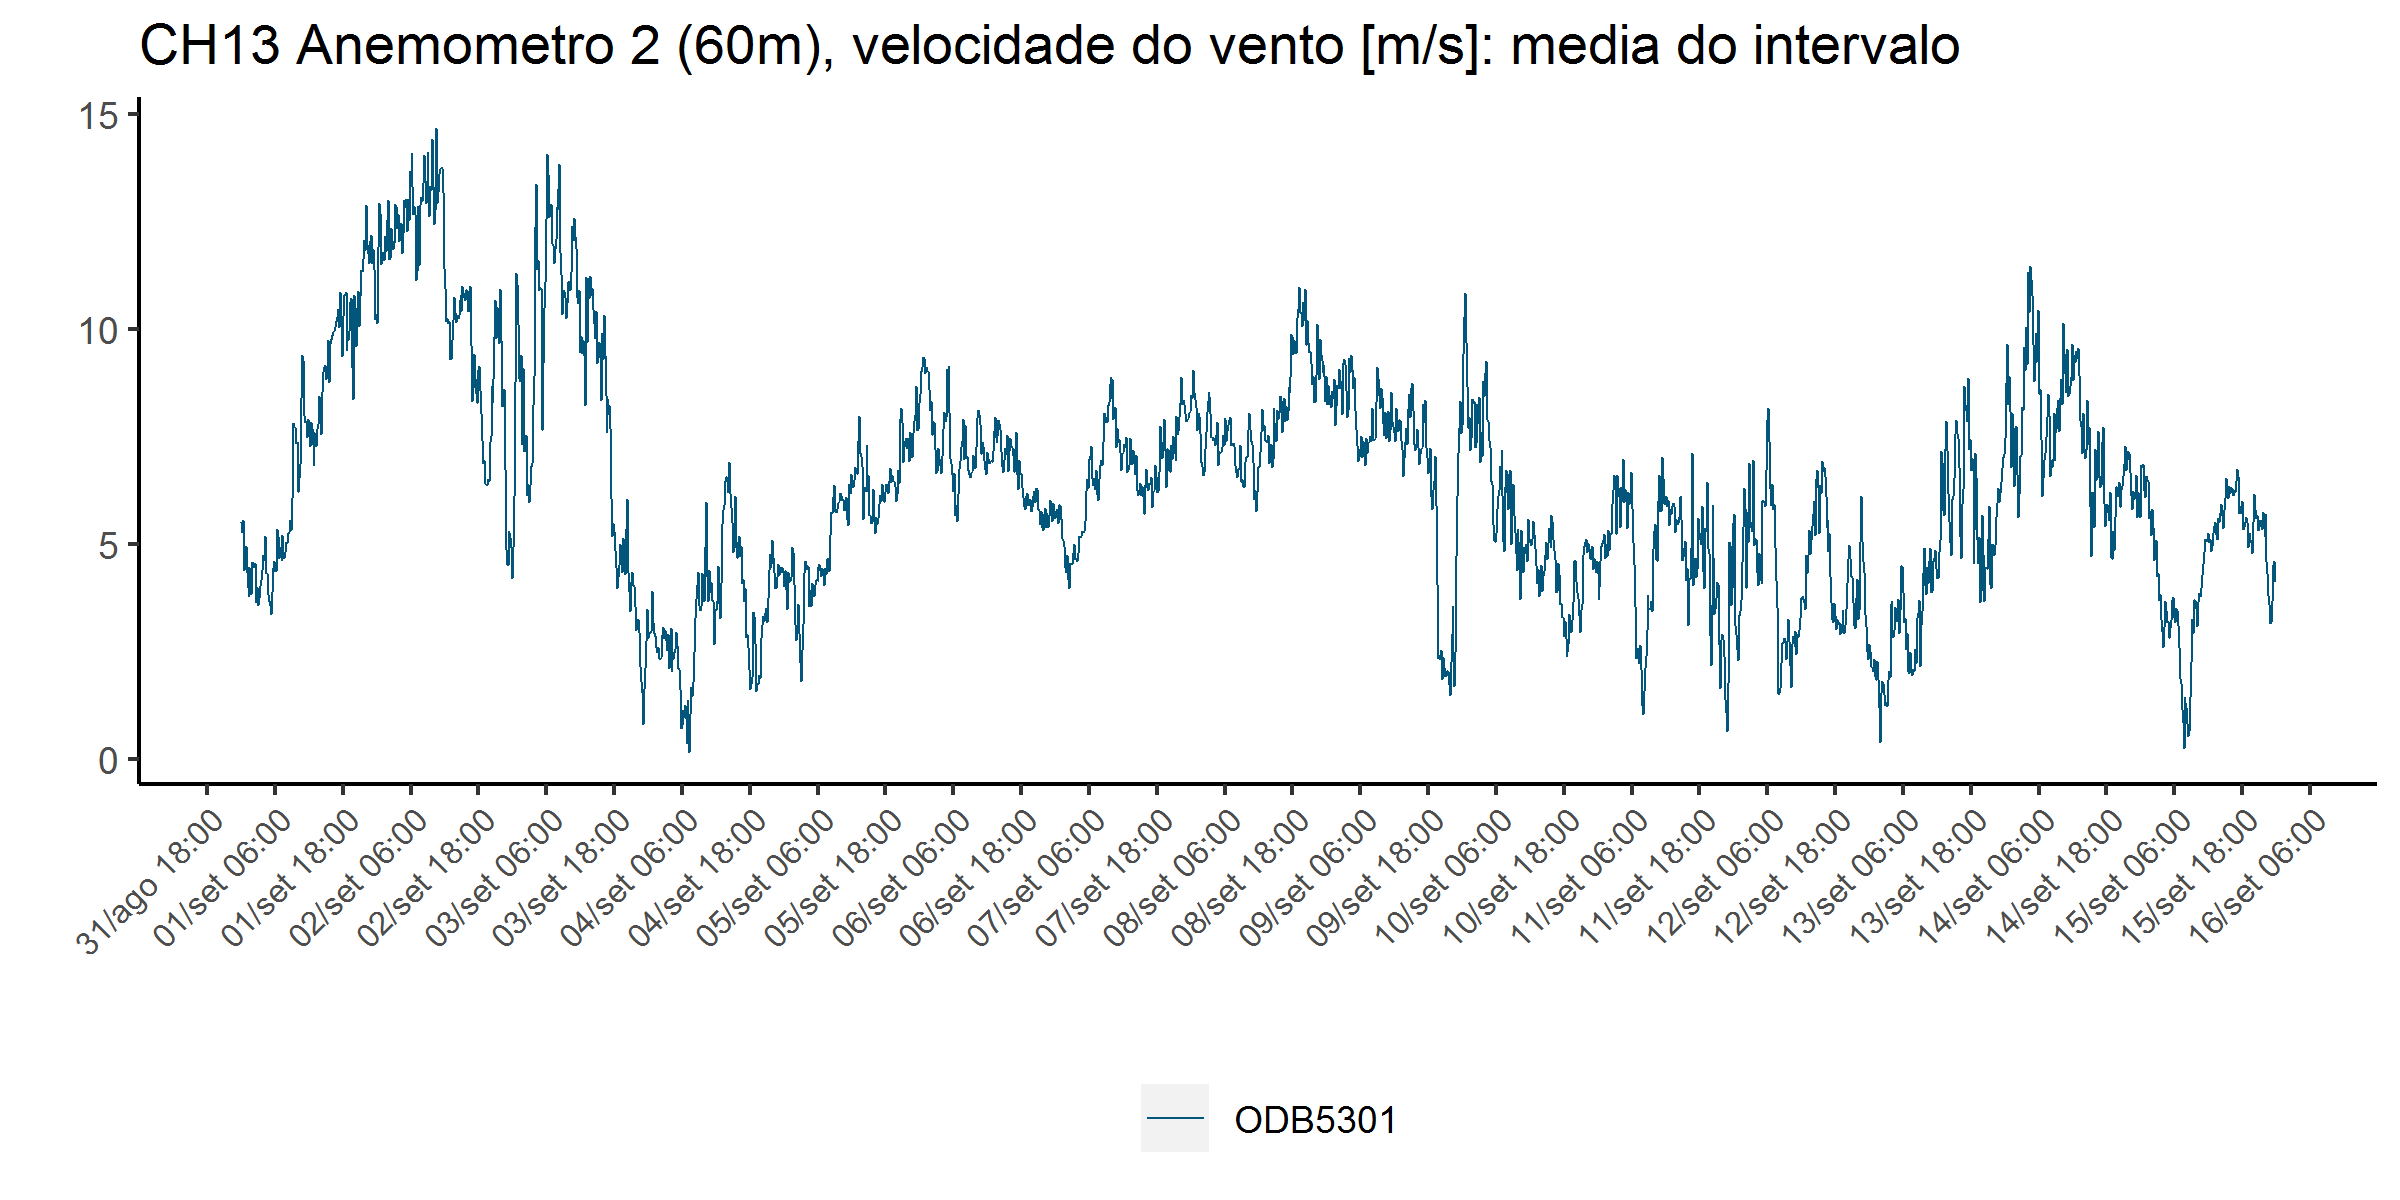 CH13 Anemometro 2 (60m), velocidade do vento [m/s]: media do intervalo
15
10
5
0
31/ago 18:00
01/set 06:00
01/set 18:00
02/set 06:00
02/set 18:00
03/set 06:00
03/set 18:00
04/set 06:00
04/set 18:00
05/set 06:00
05/set 18:00
06/set 06:00
06/set 18:00
07/set 06:00
07/set 18:00
08/set 06:00
08/set 18:00
09/set 06:00
09/set 18:00
10/set 06:00
10/set 18:00
11/set 06:00
11/set 18:00
12/set 06:00
12/set 18:00
13/set 06:00
13/set 18:00
14/set 06:00
14/set 18:00
15/set 06:00
15/set 18:00
16/set 06:00
ODB5301